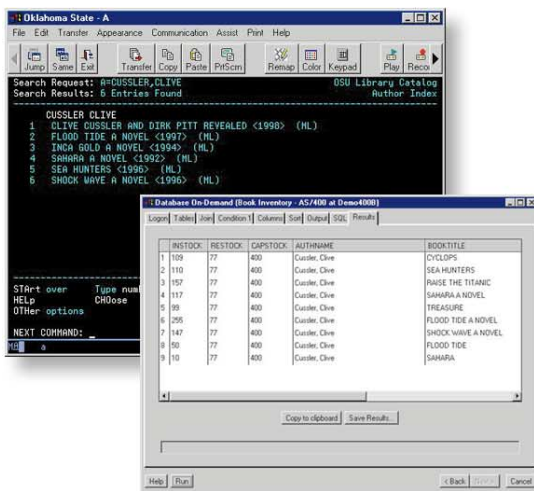 Oklahoma State - A
File Edit Transfer Appearance Communication Assist Print Help
Jump Same Exit Transfer Copy Paste PrtScrn Remap Color Keypad Play
Search Request: A=CUSSLER,CLIVE OSU Library Catalog
Search Results: 6 Entries Found Author Index
CUSSLER CLIVE
1 CLIVE CUSSLER AND DIRK PITT REVEALED <1998> (ML)
2 FLOOD TIDE A NOVEL <1997> (ML)
3 INCA GOLD A NOVEL <1994> (ML)
4 SAHARA A NOVEL <1992> (ML)
5 SEA HUNTERS <1996> (ML)
6 SHOCK WAVE A NOVEL <1996> (ML)
STArt over Type num
HELp CHOose
OTHer options
NEXT COMMAND: _
MA a
Database On-Demand (Book Inventory - AS/400 at Demo400B)
Logon Tables Join Condition 1 Columns Sort Output SQL Results
INSTOCK RESTOCK CAPSTOCK AUTHNAME BOOKTITLE
1 109 77 400 Cussler, Clive CYCLOPS
2 110 77 400 Cussler, Clive SEA HUNTERS
3 157 77 400 Cussler, Clive RAISE THE TITANIC
4 117 77 400 Cussler, Clive SAHARA A NOVEL
5 99 77 400 Cussler, Clive TREASURE
6 255 77 400 Cussler, Clive FLOOD TIDE A NOVEL
7 147 77 400 Cussler, Clive SHOCK WAVE A NOVEL
8 50 77 400 Cussler, Clive FLOOD TIDE
9 10 77 400 Cussler, Clive SAHARA
Copy to clipboard Save Results...
Help Run < Back Next > Cancel